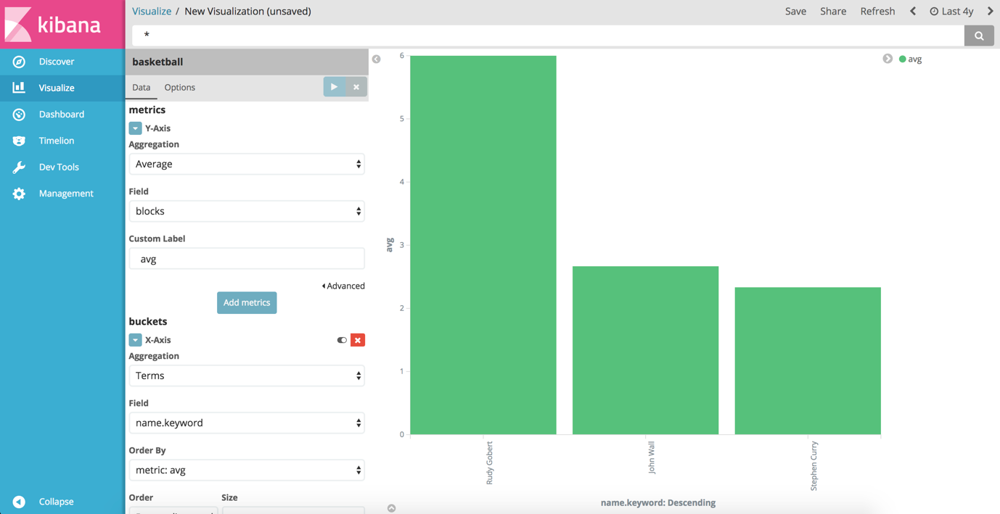 kibana
Discover
Visualize
Dashboard
Timelion
Dev Tools
Management
Collapse
Visualize / New Visualization (unsaved)
Save Share Refresh Last 4y
*
basketball
Data Options
metrics
Y-Axis
Aggregation
Average
Field
blocks
Custom Label
avg
Advanced
Add metrics
buckets
X-Axis
Aggregation
Terms
Field
name.keyword
Order By
metric: avg
Order Size
avg
6
5
4
3
2
1
0
avg
Rudy Gobert
John Wall
Stephen Curry
name.keyword: Descending